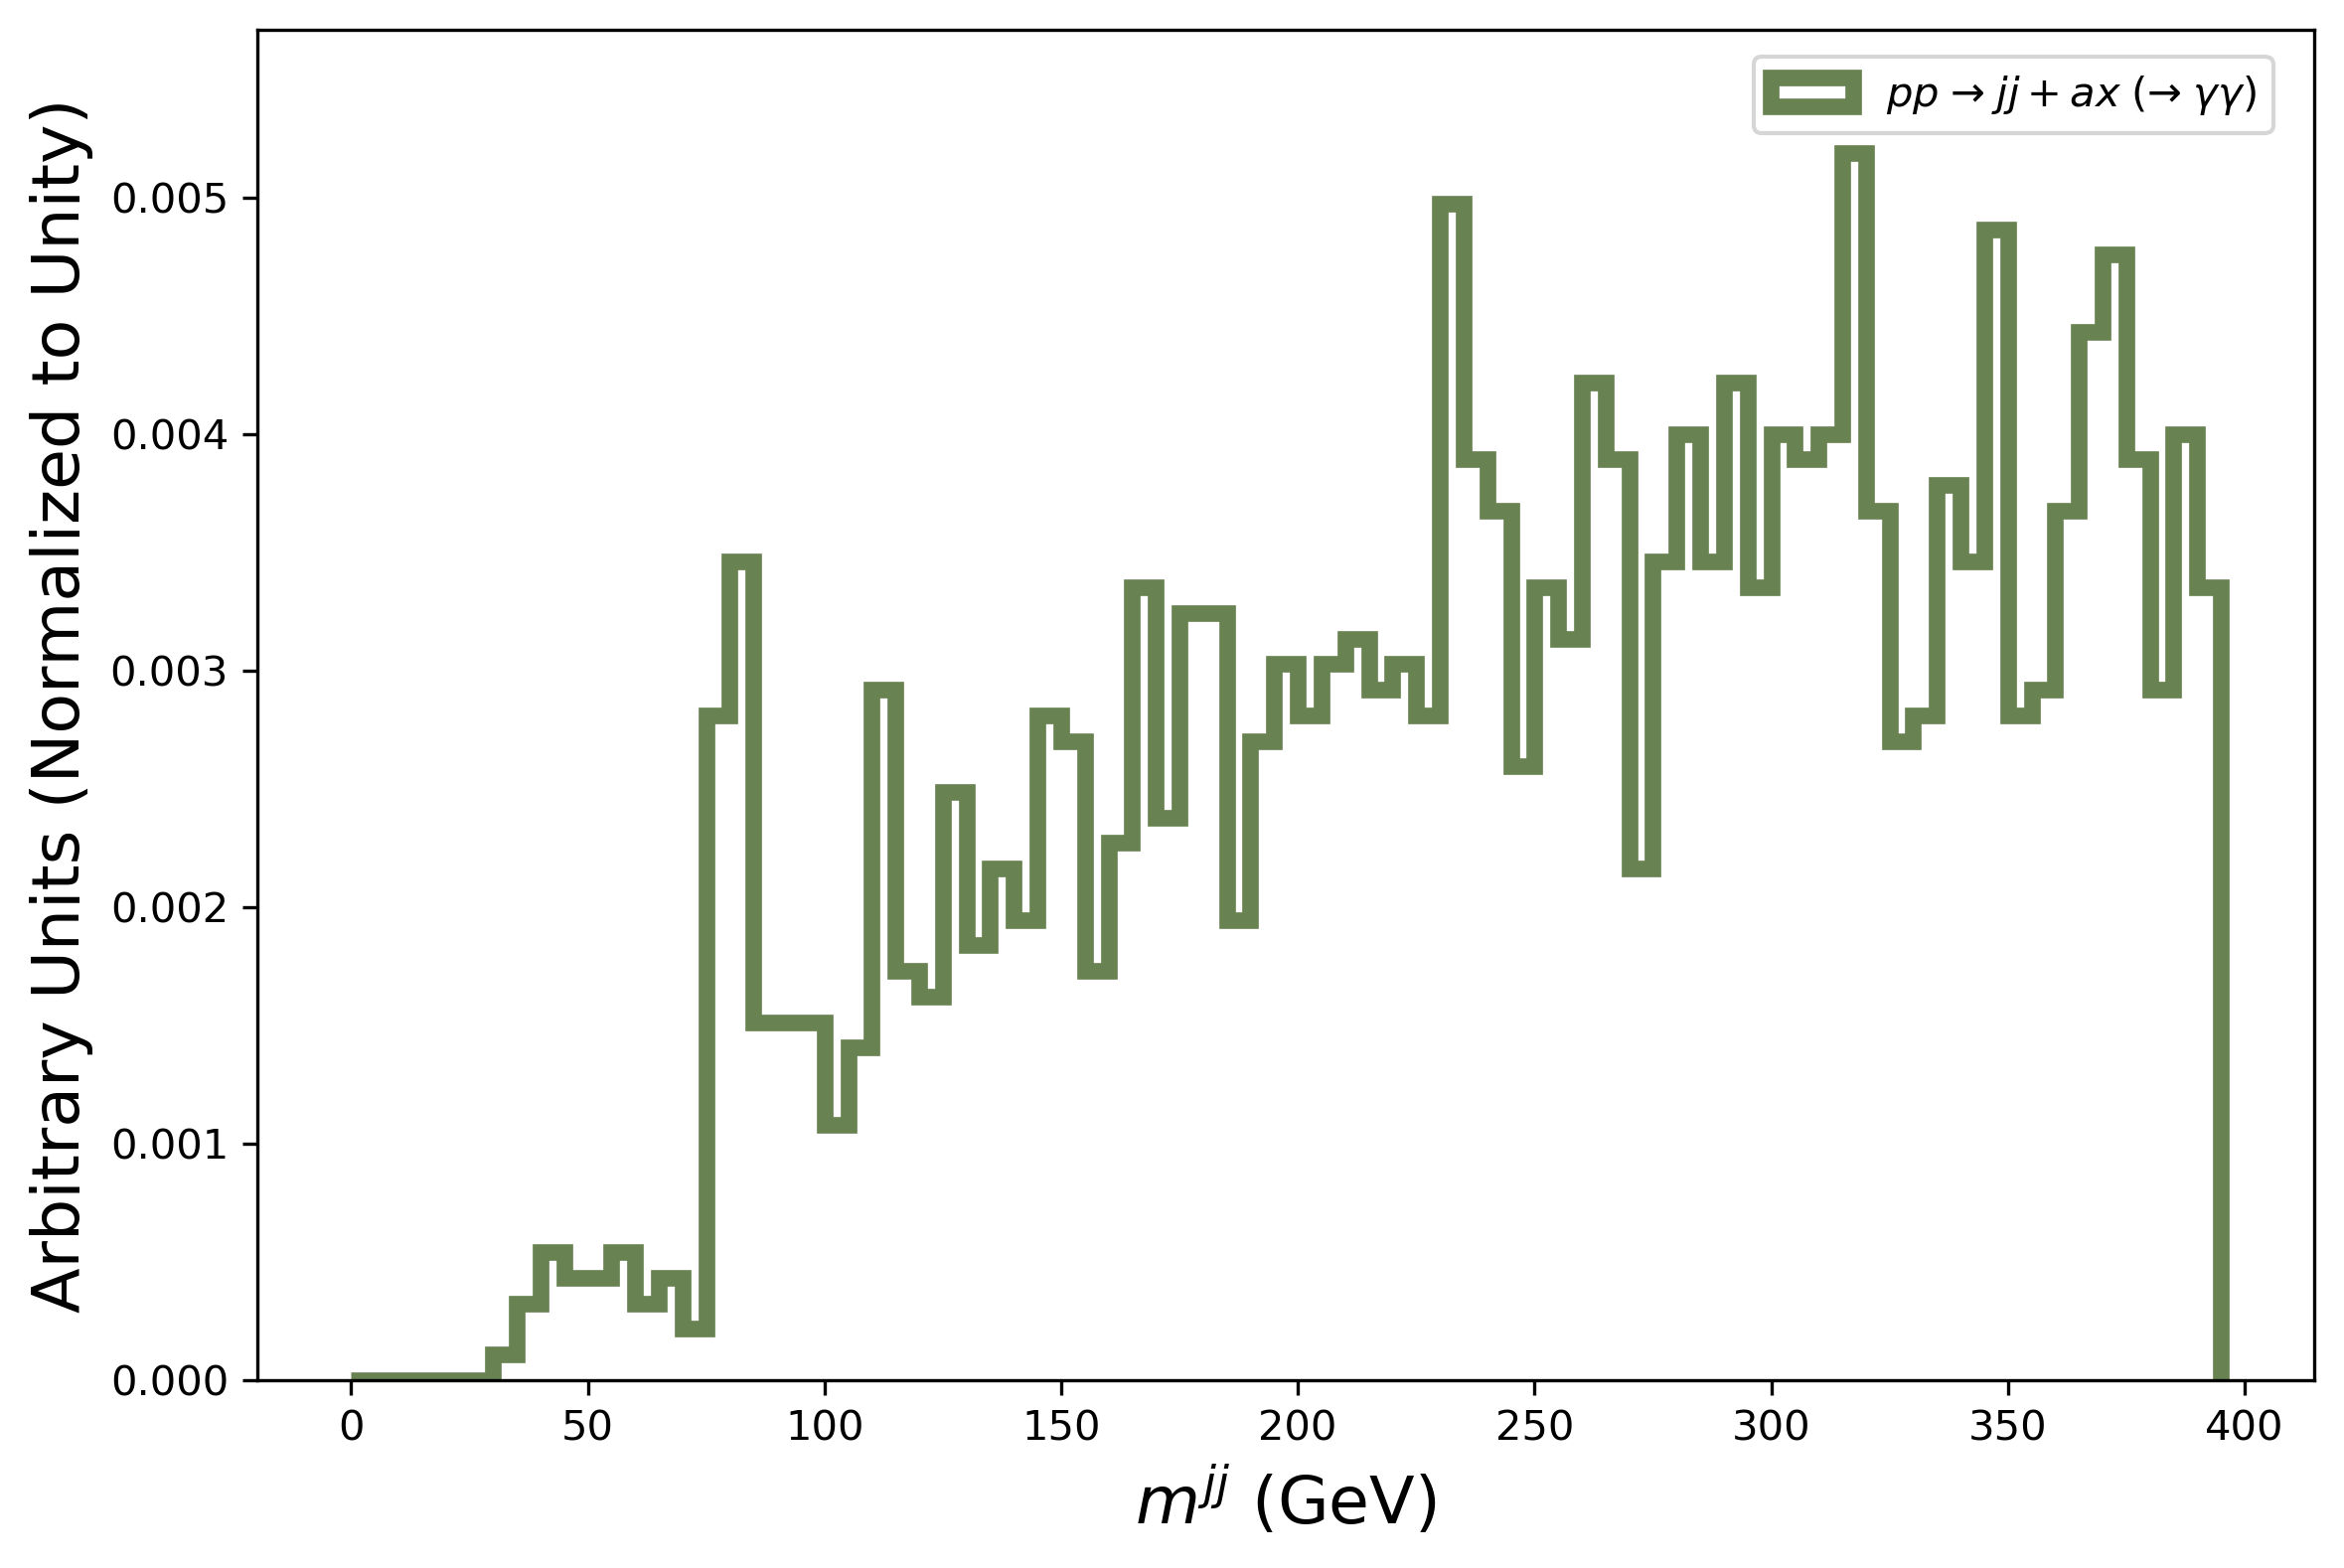 pp → jj + ax (→ γγ)
Arbitrary Units (Normalized to Unity)
0.005
0.004
0.003
0.002
0.001
0.000
0 50 100 150 200 250 300 350 400
m^{jj} (GeV)